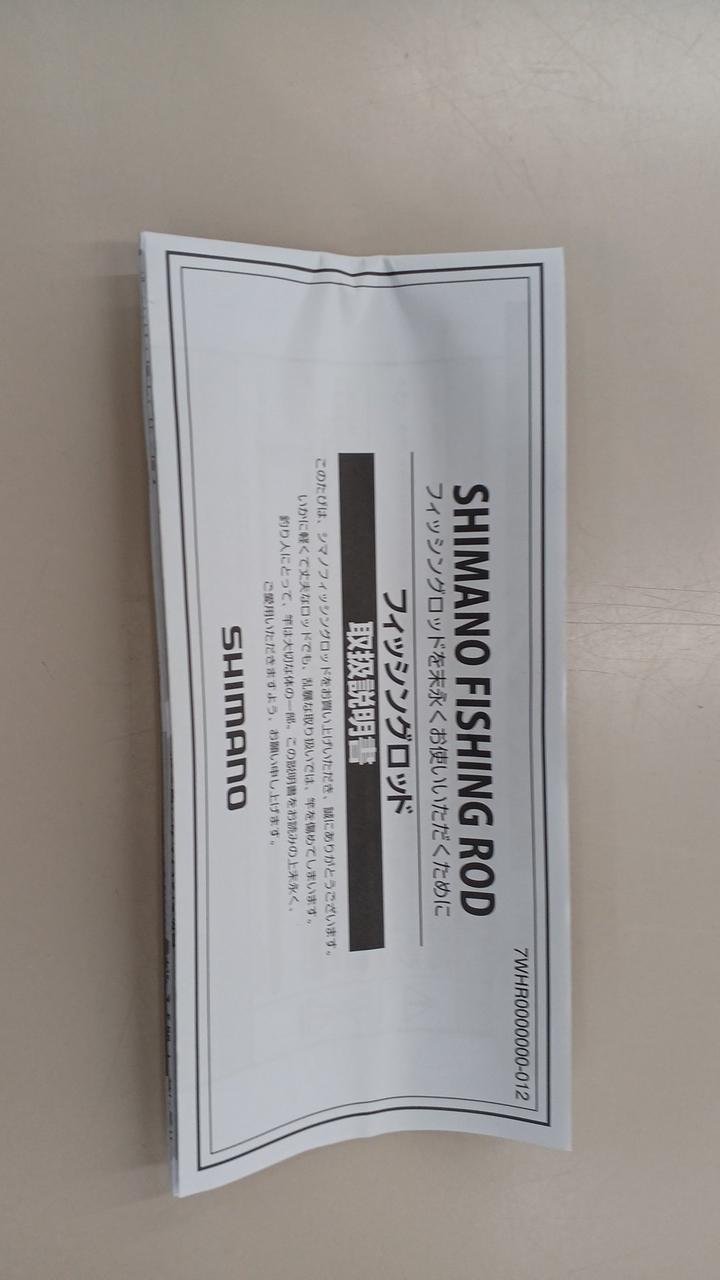 7WHR0000000-012
SHIMANO FISHING ROD
フィッシングロッドを末永くお使いいただくために
フィッシングロッド
取扱説明書
このたびは、シマノフィッシングロッドをお買い上げいただき、誠にありがとうございます。
いかに軽くて丈夫なロッドでも、乱暴な取り扱いでは、竿を傷めてしまいます。
釣り人にとって、竿は大切な体の一部。この説明書をお読みの上末永く、
ご愛用いただきますよう、お願い申し上げます。
SHIMANO